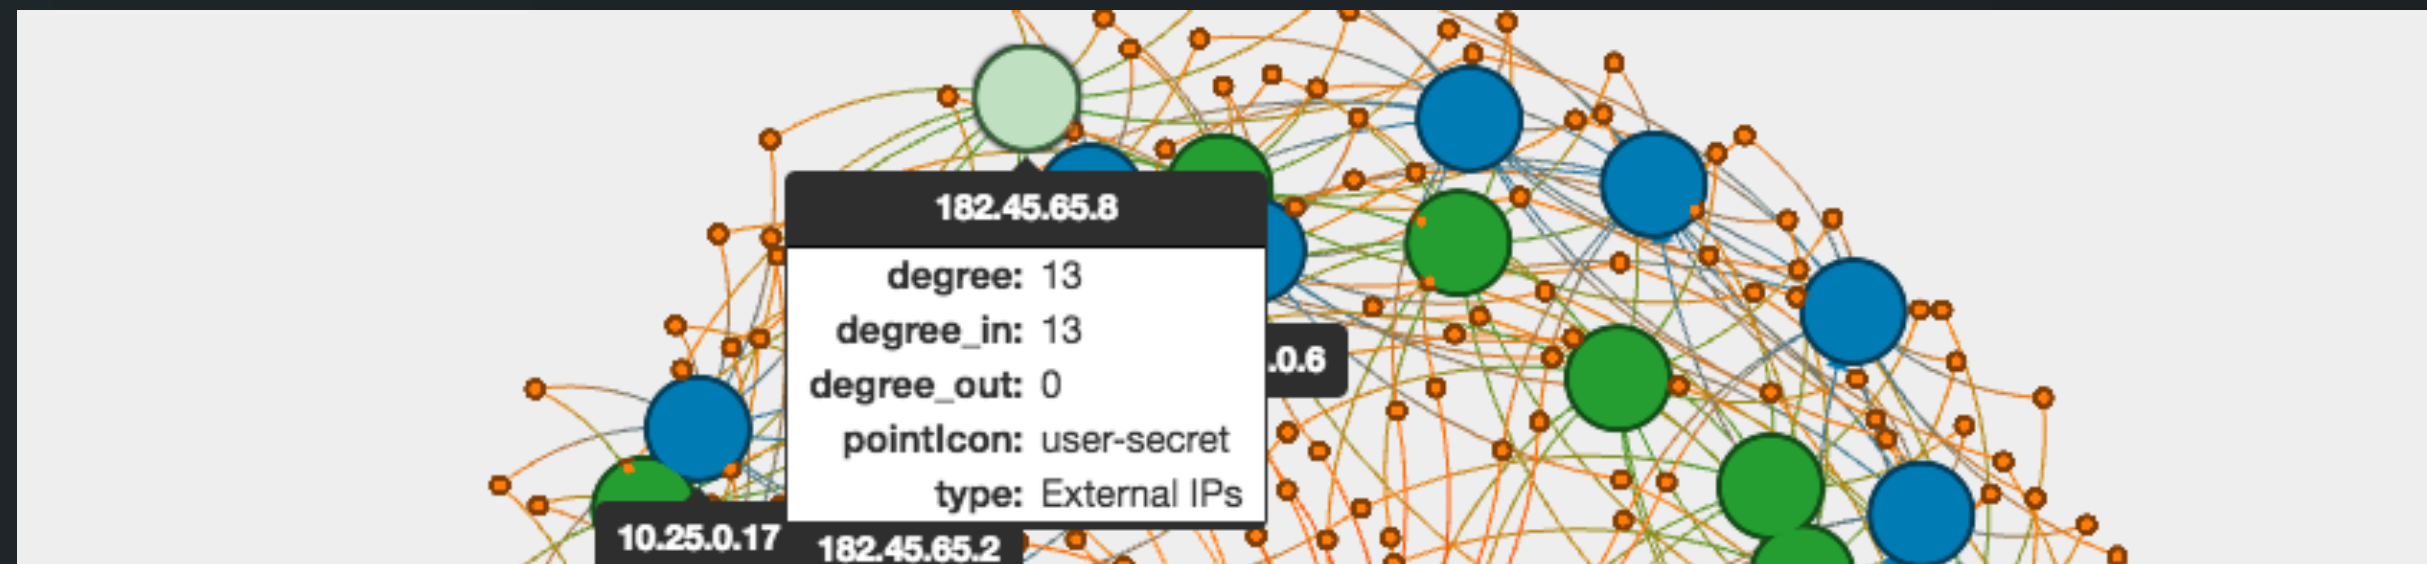 182.45.65.8
degree: 13
degree_in: 13
degree_out: 0
pointIcon: user-secret
type: External IPs
.0.6
10.25.0.17
182.45.65.2